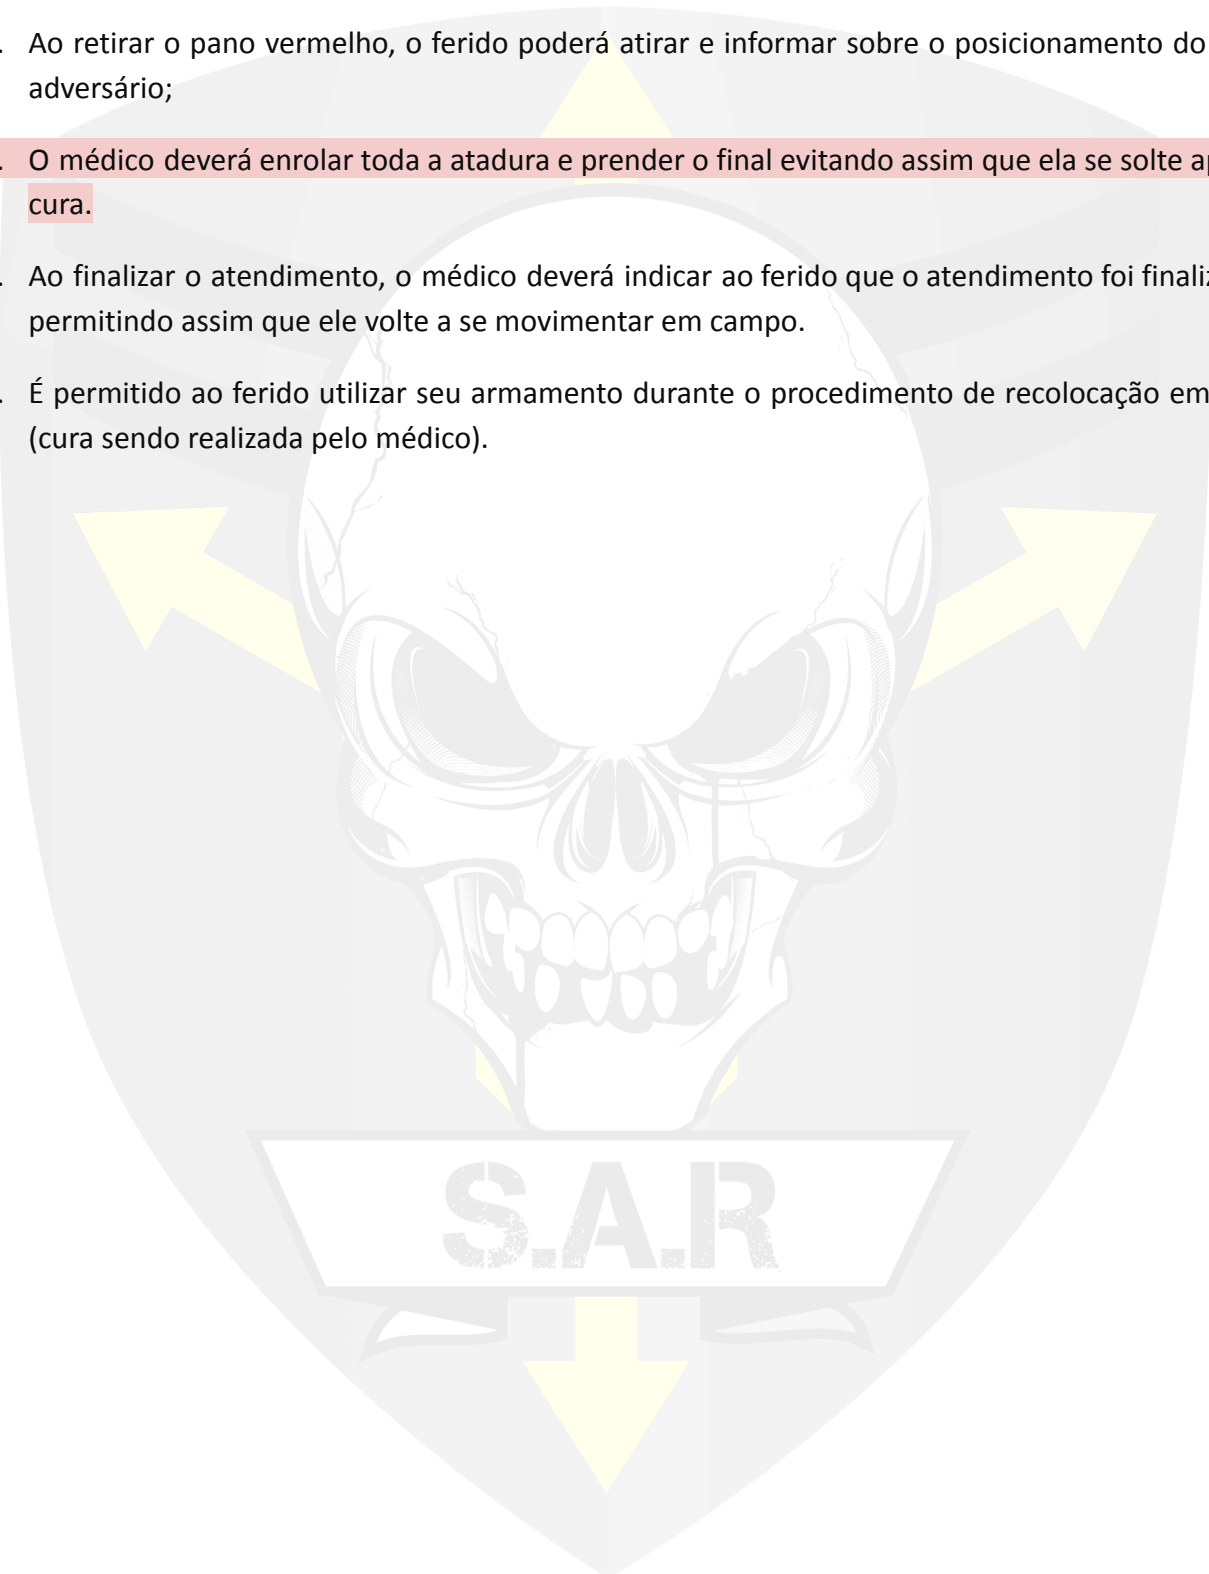 . Ao retirar o pano vermelho, o ferido poderá atirar e informar sobre o posicionamento do
adversário;
. O médico deverá enrolar toda a atadura e prender o final evitando assim que ela se solte
cura.
. Ao finalizar o atendimento, o médico deverá indicar ao ferido que o atendimento foi
permitindo assim que ele volte a se movimentar em campo.
. É permitido ao ferido utilizar seu armamento durante o procedimento de recolocação em
(cura sendo realizada pelo médico).
S.A.R